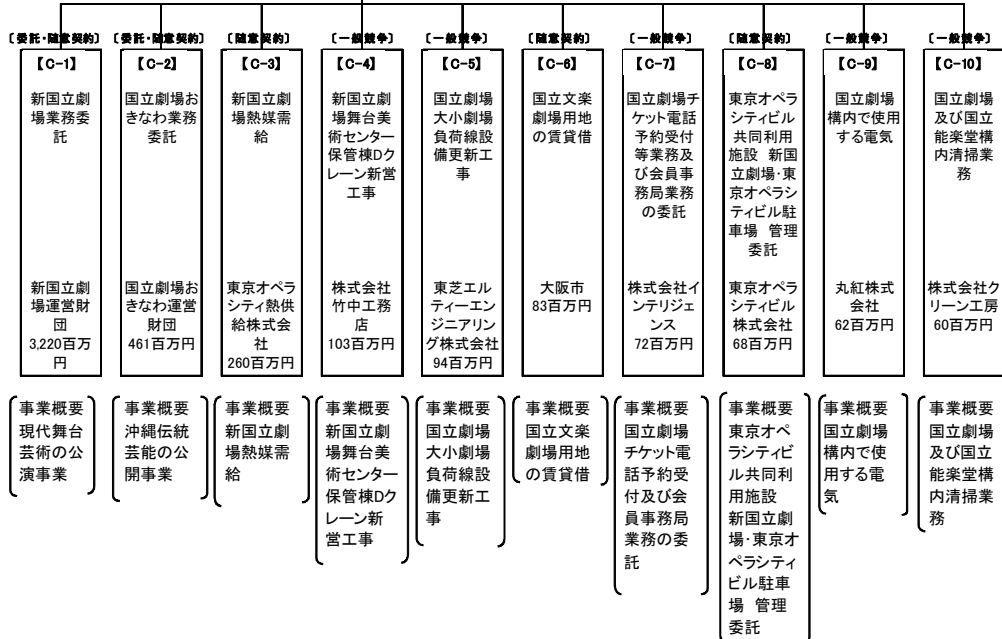 〔委託・随意契約〕
【C-1】
新国立劇
場業務委
託
新国立劇
場運営財
団
3,220百万
円
事業概要
現代舞台
芸術の公
演事業
〔委託・随意契約〕
【C-2】
国立劇場お
きなわ業務
委託
国立劇場お
きなわ運営
財団
461百万円
事業概要
沖縄伝統
芸能の公
開事業
〔随意契約〕
【C-3】
新国立劇
場熱媒需
給
東京オペラ
シティ熱供
給株式会
社
260百万円
事業概要
新国立劇
場熱媒需
給
〔一般競争〕
【C-4】
新国立劇
場舞台美
術センター
保管棟Dク
レーン新営
工事
株式会社
竹中工務
店
103百万円
事業概要
新国立劇
場舞台美
術センター
保管棟Dク
レーン新
営工事
〔一般競争〕
【C-5】
国立劇場
大小劇場
負荷線設
備更新工
事
東芝エル
ティーエン
ジニアリン
グ株式会社
94百万円
事業概要
国立劇場
大小劇場
負荷線設
備更新工
事
〔随意契約〕
【C-6】
国立文楽
劇場用地
の賃貸借
大阪市
83百万円
事業概要
国立文楽
劇場用地
の賃貸借
〔一般競争〕
【C-7】
国立劇場チ
ケット電話
予約受付
等業務及
び会員事
務局業務
の委託
株式会社イ
ンテリジェ
ンス
72百万円
事業概要
国立劇場
チケット電
話予約受
付及び会
員事務局
業務の委
託
〔随意契約〕
【C-8】
東京オペラ
シティビル
共同利用
施設 新国
立劇場・東
京オペラシ
ティビル駐
車場 管理
委託
東京オペ
ラシティビル
株式会社
68百万円
事業概要
東京オペ
ラシティビ
ル共同利
用施設
新国立劇
場・東京オ
ペラシティ
ビル駐車
場 管理
委託
〔一般競争〕
【C-9】
国立劇場
構内で使用
する電気
丸紅株式
会社
62百万円
事業概要
国立劇場
構内で使
用する電
気
〔一般競争〕
【C-10】
国立劇場
及び国立
能楽堂構
内清掃業
務
株式会社ク
リーン工房
60百万円
事業概要
国立劇場
及び国立
能楽堂構
内清掃業
務